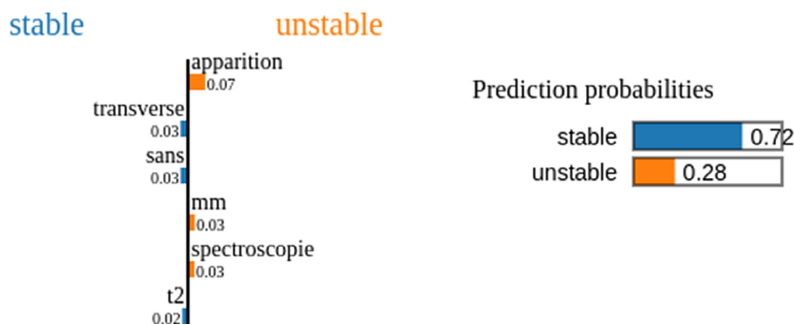 stable unstable
apparition
0.07
transverse
0.03
sans
0.03
mm
0.03
spectroscopie
0.03
t2
0.02
Prediction probabilities
stable 0.72
unstable 0.28